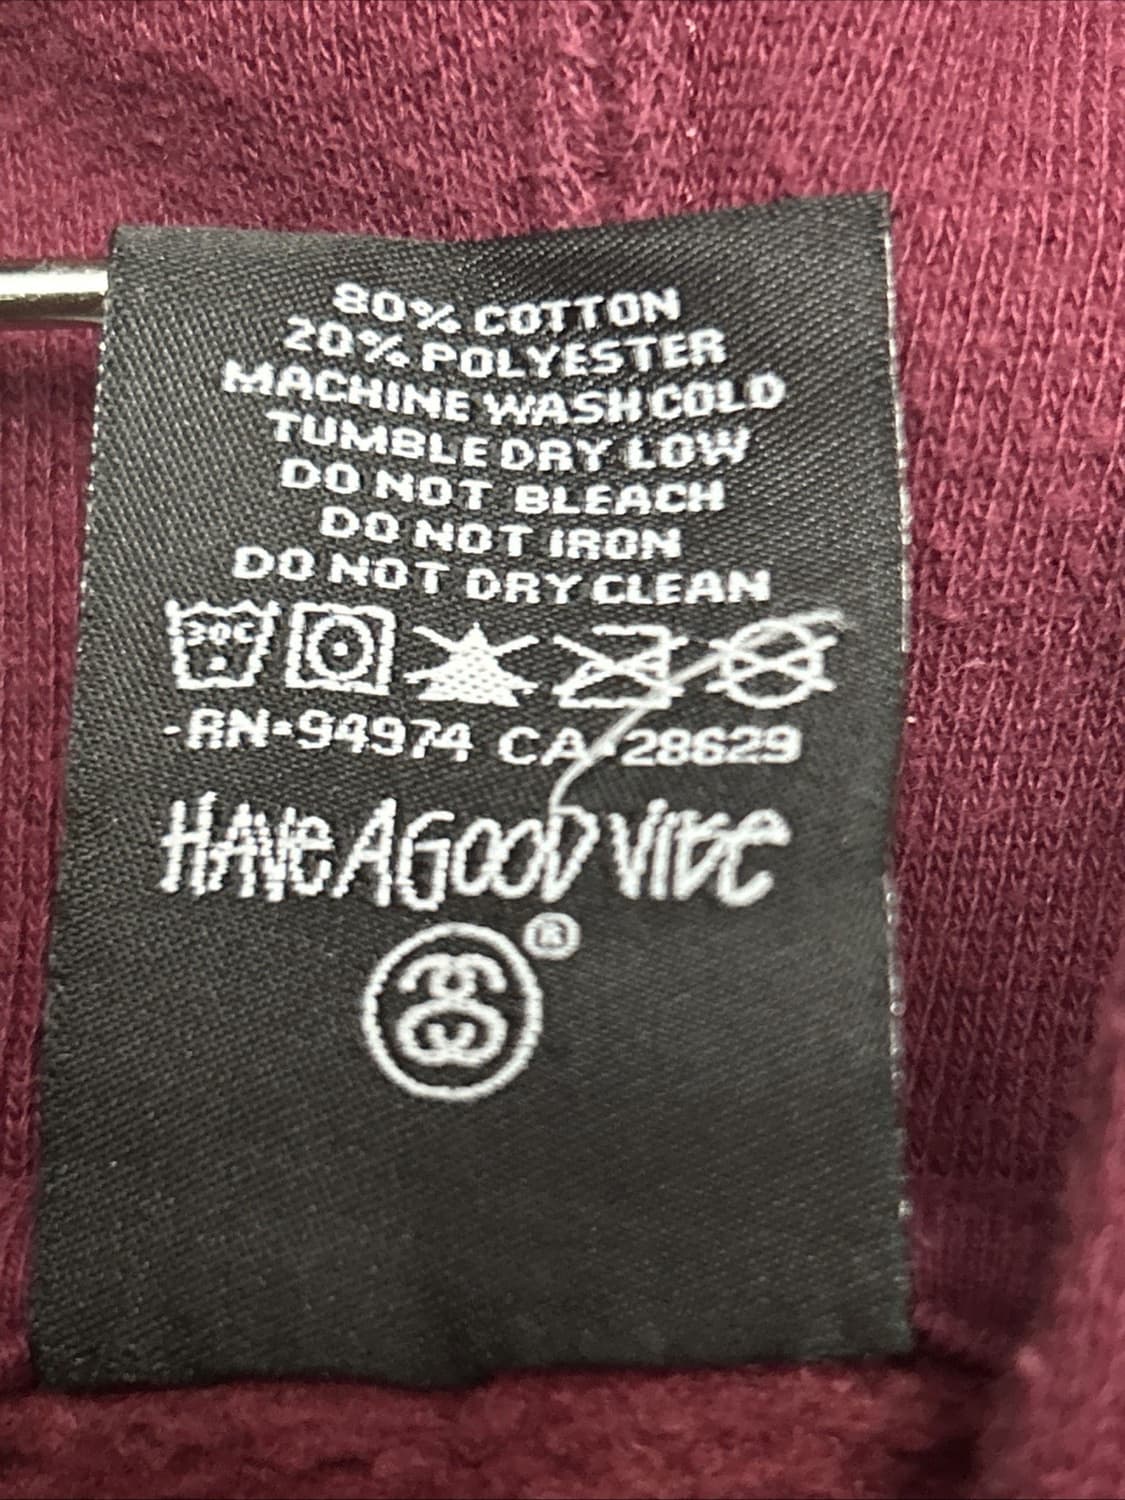 80% COTTON
20% POLYESTER
MACHINE WASH COLD
TUMBLE DRY LOW
DO NOT BLEACH
DO NOT IRON
DO NOT DRY CLEAN
30C
-RN•94974 CA•28629
HAVE A GOOD VIBE
®